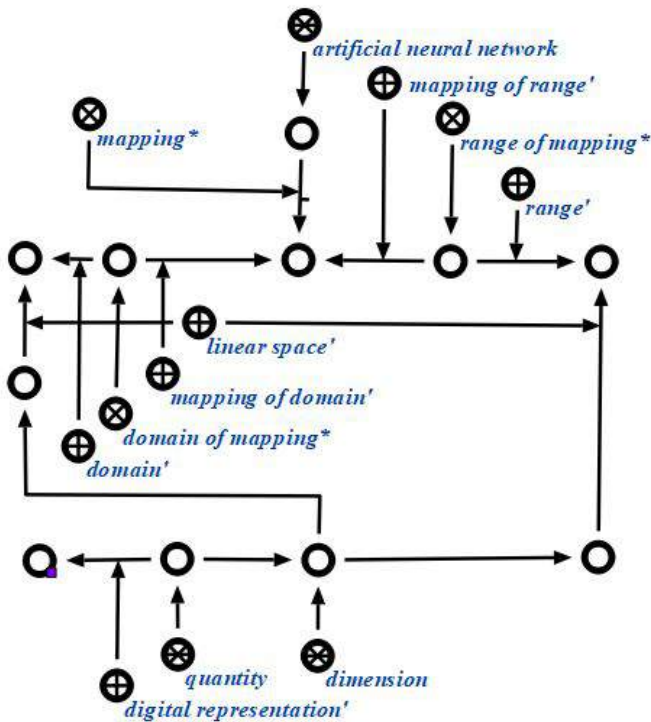 artificial neural network
mapping of range'
mapping*
range of mapping*
range'
linear space'
mapping of domain'
domain of mapping*
domain'
quantity
dimension
digital representation'